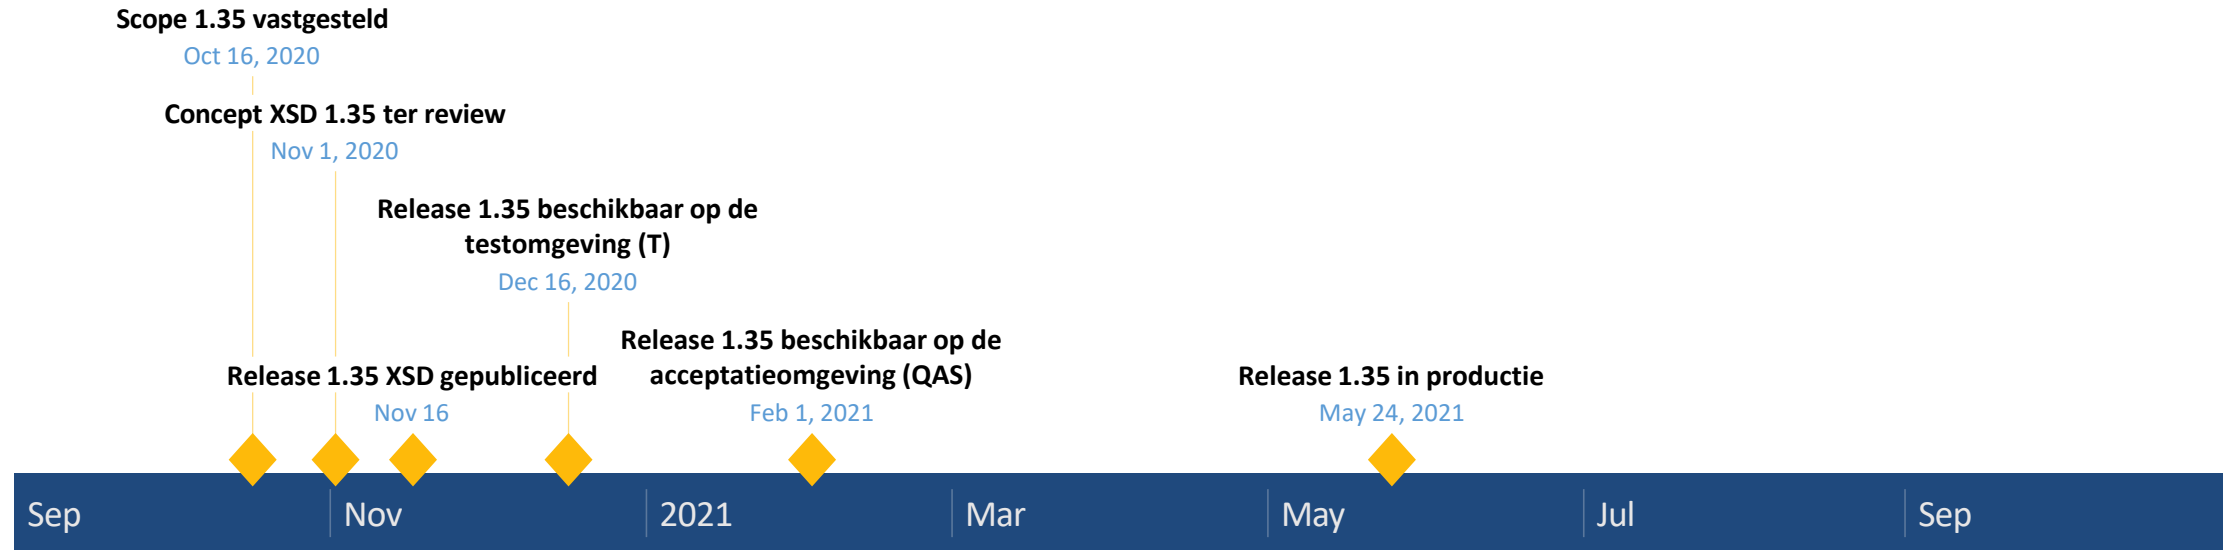 Scope 1.35 vastgesteld
Oct 16, 2020
Concept XSD 1.35 ter review
Nov 1, 2020
Release 1.35 beschikbaar op de
testomgeving (T)
Dec 16, 2020
Release 1.35 XSD gepubliceerd
Nov 16
Release 1.35 beschikbaar op de
acceptatieomgeving (QAS)
Feb 1, 2021
Release 1.35 in productie
May 24, 2021
Sep Nov 2021 Mar May Jul Sep